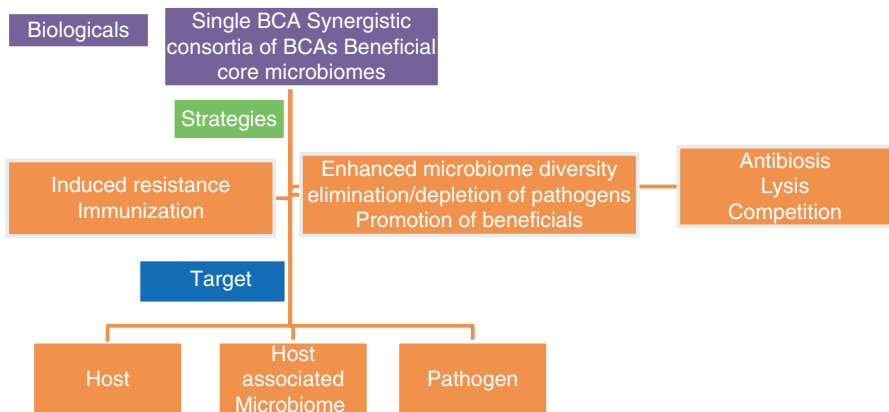 Biologicals
Single BCA Synergistic
consortia of BCAs Beneficial
core microbiomes
Strategies
Induced resistance
Immunization
Enhanced microbiome diversity
elimination/depletion of pathogens
Promotion of beneficials
Antibiosis
Lysis
Competition
Target
Host
Host
associated
Microbiome
Pathogen